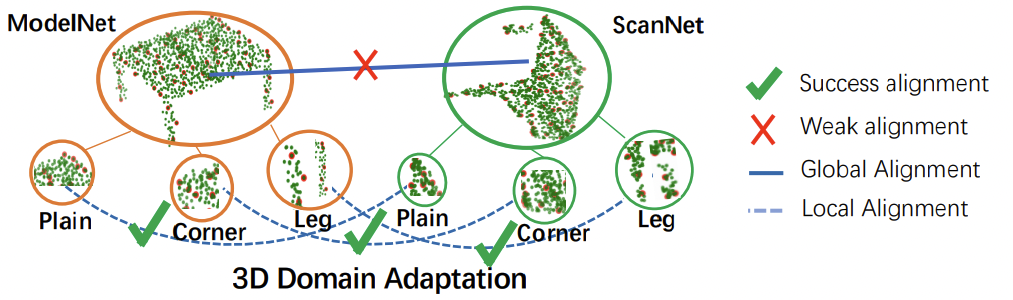 ModelNet
ScanNet
Success alignment
Weak alignment
Global Alignment
Local Alignment
Plain
Corner
Leg
Plain
Corner
Leg
3D Domain Adaptation